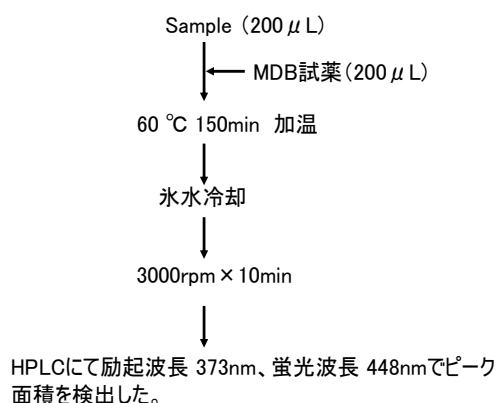 Sample (200μL)
MDB試薬(200μL)
60 ℃ 150min 加温
氷水冷却
3000rpm×10min
HPLCにて励起波長 373nm、蛍光波長 448nmでピーク
面積を検出した。